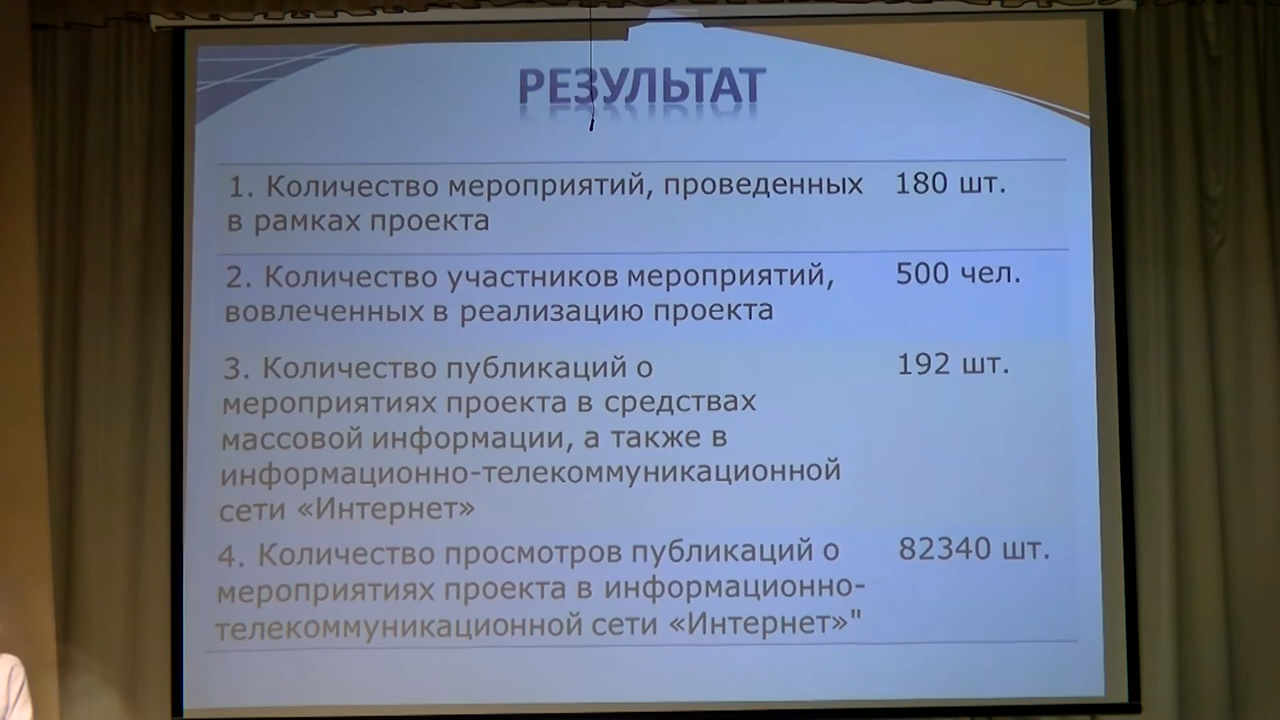 РЕЗУЛЬТАТ
1. Количество мероприятий, проведенных 180 шт.
в рамках проекта
2. Количество участников мероприятий, 500 чел.
вовлеченных в реализацию проекта
3. Количество публикаций о 192 шт.
мероприятиях проекта в средствах
массовой информации, а также в
информационно-телекоммуникационной
сети «Интернет»
4. Количество просмотров публикаций о 82340 шт.
мероприятиях проекта в информационно-
телекоммуникационной сети «Интернет»"